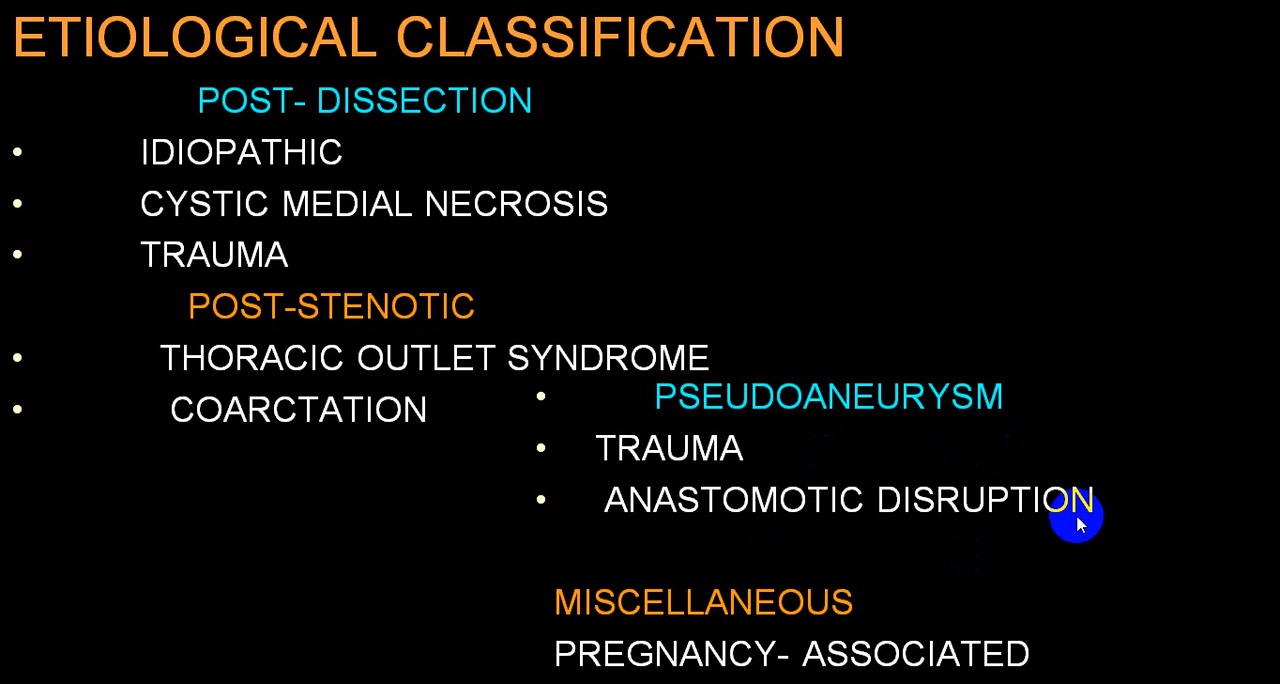 ETIOLOGICAL CLASSIFICATION
POST- DISSECTION
• IDIOPATHIC
• CYSTIC MEDIAL NECROSIS
• TRAUMA
POST-STENOTIC
• THORACIC OUTLET SYNDROME
• COARCTATION
• PSEUDOANEURYSM
• TRAUMA
• ANASTOMOTIC DISRUPTION
MISCELLANEOUS
PREGNANCY- ASSOCIATED